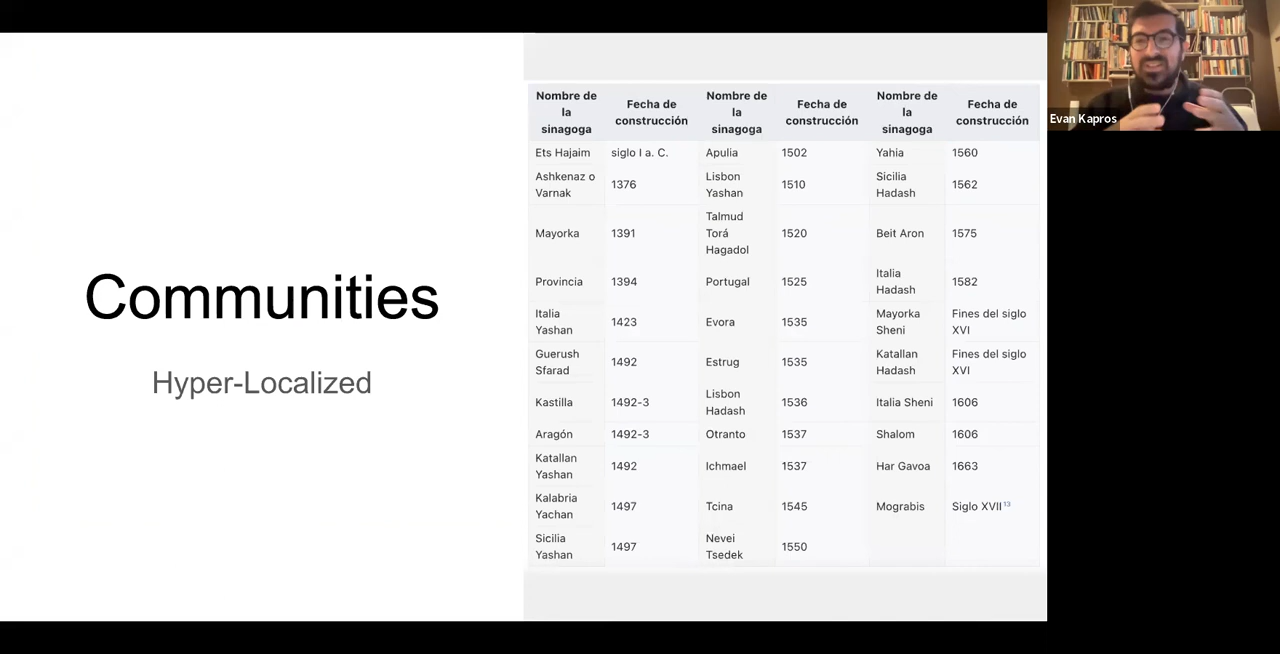 Communities
Hyper-Localized
Nombre de
la
sinagoga
Fecha de
construcción
Nombre de
la
sinagoga
Fecha de
construcción
Nombre de
la
sinagoga
Fecha de
construcción
Ets Hajaim
siglo I a. C.
Apulia
1502
Yahia
1560
Ashkenaz o
Varnak
1376
Lisbon
Yashan
1510
Sicilia
Hadash
1562
Mayorka
1391
Talmud
Torá
Hagadol
1520
Beit Aron
1575
Provincia
1394
Portugal
1525
Italia
Hadash
1582
Italia
Yashan
1423
Evora
1535
Mayorka
Sheni
Fines del siglo
XVI
Guerush
Sfarad
1492
Estrug
1535
Katallan
Hadash
Fines del siglo
XVI
Kastilla
1492-3
Lisbon
Hadash
1536
Italia Sheni
1606
Aragón
1492-3
Otranto
1537
Shalom
1606
Katallan
Yashan
1492
Ichmael
1537
Har Gavoa
1663
Kalabria
Yachan
1497
Tcina
1545
Mograbis
Siglo XVII 13
Sicilia
Yashan
1497
Nevei
Tsedek
1550
Evan Kapros